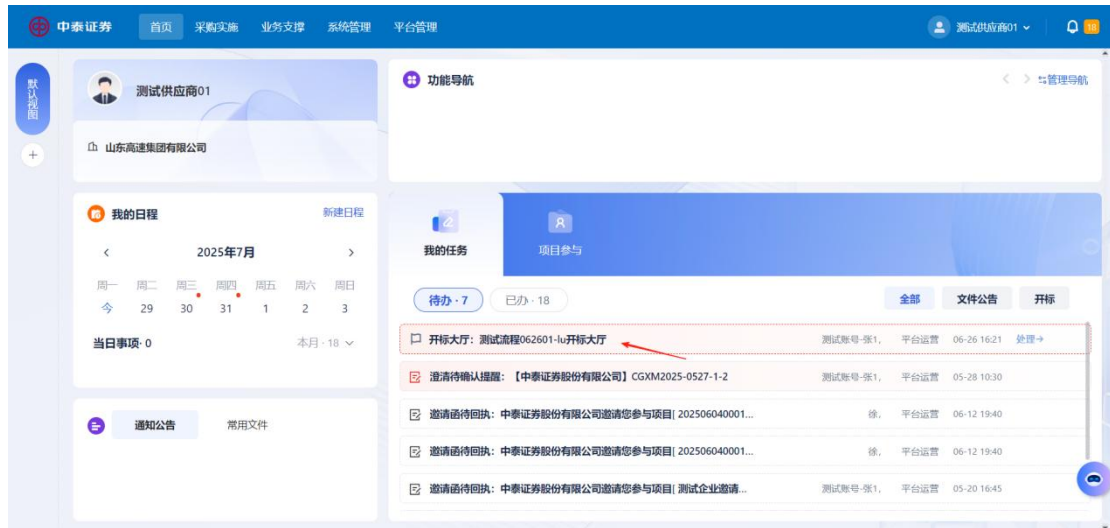 中泰证券 首页 采购实施 业务支撑 系统管理 平台管理 测试供应商01 18
默认视图
测试供应商01
山东高速集团有限公司
功能导航 管理导航
我的日程 新建日程
2025年7月
周一 周二 周三 周四 周五 周六 周日
今 29 30 31 1 2 3
当日事项· 0 本月 · 18
通知公告 常用文件
我的任务 项目参与
待办 · 7 已办 · 18 全部 文件公告 开标
开标大厅：测试流程062601-lu开标大厅 测试账号-张1, 平台运营 06-26 16:21 处理→
澄清待确认提醒：【中泰证券股份有限公司】CGXM2025-0527-1-2 测试账号-张1, 平台运营 05-28 10:30
邀请函待回执：中泰证券股份有限公司邀请您参与项目[ 202506040001... 徐, 平台运营 06-12 19:40
邀请函待回执：中泰证券股份有限公司邀请您参与项目[ 202506040001... 徐, 平台运营 06-12 19:40
邀请函待回执：中泰证券股份有限公司邀请您参与项目[ 测试企业邀请... 测试账号-张1, 平台运营 05-20 16:45